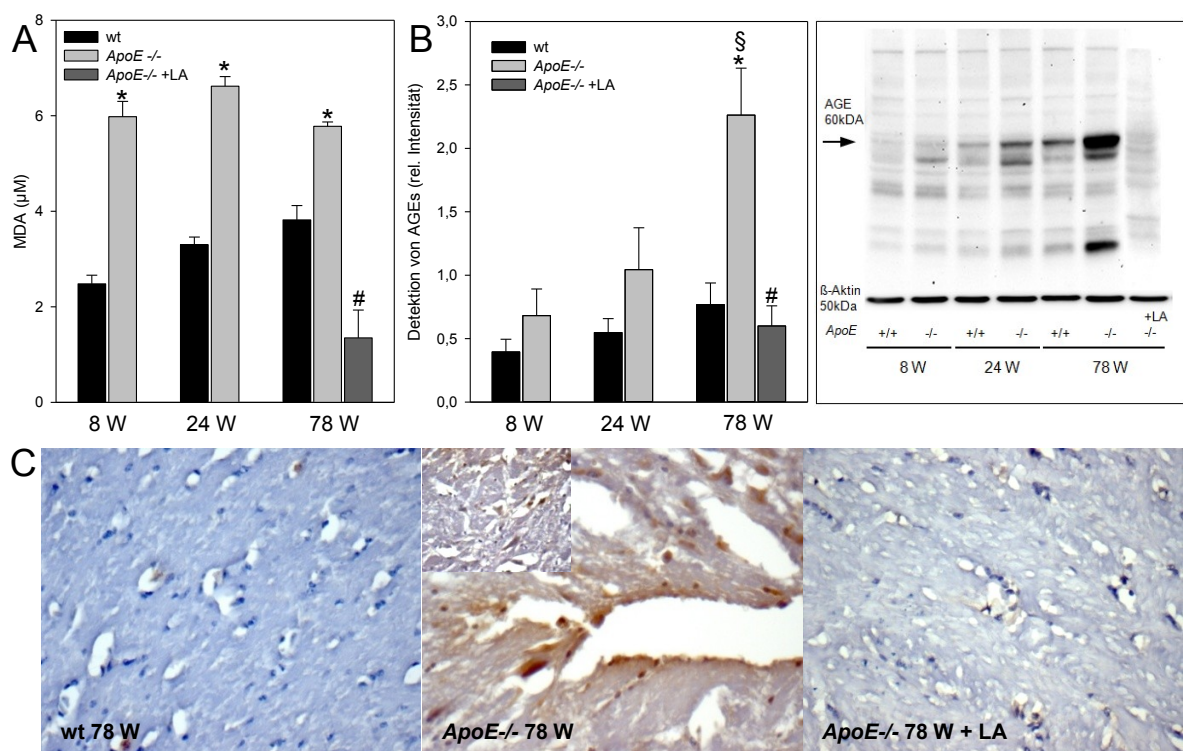 A
8
6
4
2
0
MDA (µM)
wt
ApoE -/-
ApoE-/- +LA
*
*
*
#
8 W
24 W
78 W
B
3,0
2,5
2,0
1,5
1,0
0,5
0,0
Detektion von AGEs (rel. Intensität)
wt
ApoE-/-
ApoE-/- +LA
§
*
#
8 W
24 W
78 W
AGE
60kDA
ß-Aktin
50kDa
+LA
ApoE +/+ -/- +/+ -/- +/+ -/- -/-
8 W 24 W 78 W
C
wt 78 W
ApoE-/- 78 W
ApoE-/- 78 W + LA